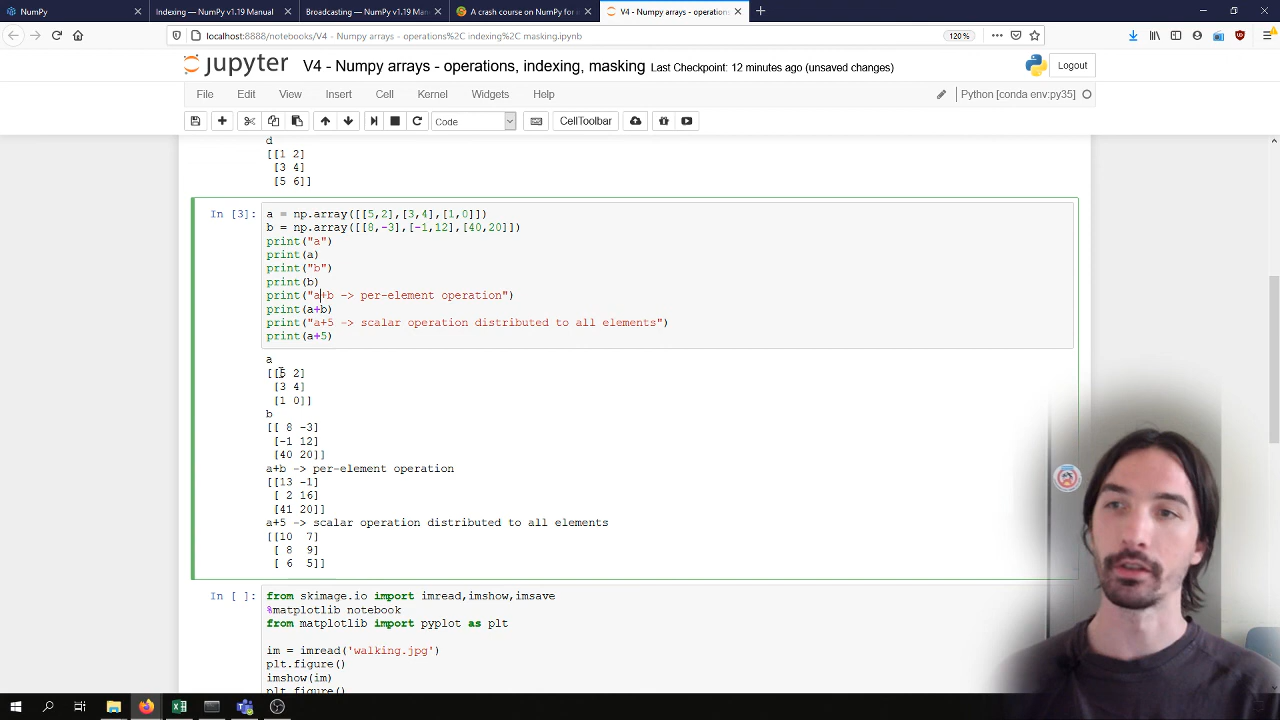 NumPy
Indexing — NumPy v1.19 Manual
Broadcasting — NumPy v1.19 Man
A crash course on NumPy for
V4 - Numpy arrays - operations
localhost:8888/notebooks/V4 - Numpy arrays - operations%2C indexing%2C masking.ipynb
120%
jupyter
V4 - Numpy arrays - operations, indexing, masking Last Checkpoint: 12 minutes ago (unsaved changes)
Logout
File Edit View Insert Cell Kernel Widgets Help
Python [conda env:py35]
Code
CellToolbar
d
[[1 2]
[3 4]
[5 6]]
In [3]: a = np.array([[5,2],[3,4],[1,0]])
b = np.array([[8,-3],[-1,12],[40,20]])
print("a")
print(a)
print("b")
print(b)
print("a+b -> per-element operation")
print(a+b)
print("a+5 -> scalar operation distributed to all elements")
print(a+5)
a
[[5 2]
[3 4]
[1 0]]
b
[[ 8 -3]
[-1 12]
[40 20]]
a+b -> per-element operation
[[13 -1]
[ 2 16]
[41 20]]
a+5 -> scalar operation distributed to all elements
[[10 7]
[ 8 9]
[ 6 5]]
In [ ]: from skimage.io import imread,imshow,imsave
%matplotlib notebook
from matplotlib import pyplot as plt
im = imread('walking.jpg')
plt.figure()
imshow(im)
plt.figure()